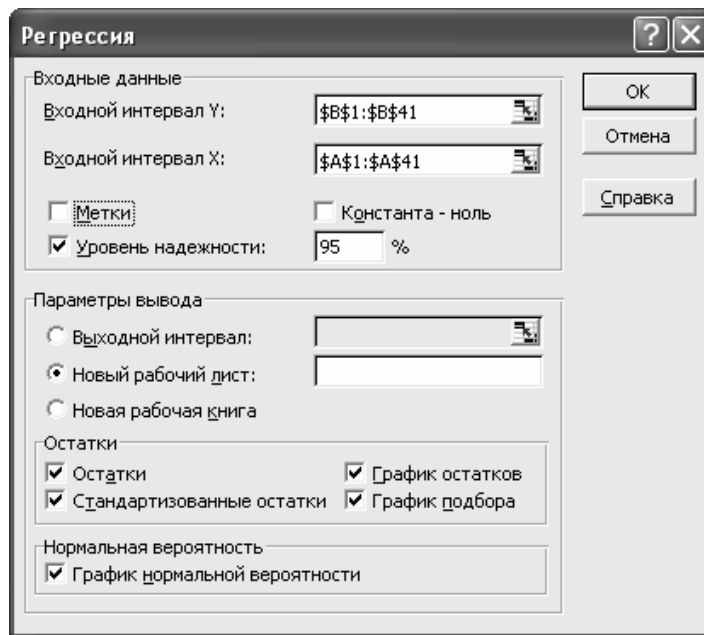 Регрессия
Входные данные
Входной интервал Y: $B$1:$B$41
Входной интервал X: $A$1:$A$41
Метки Константа - ноль
Уровень надежности: 95 %
OK
Отмена
Справка
Параметры вывода
Выходной интервал:
Новый рабочий лист:
Новая рабочая книга
Остатки
Остатки График остатков
Стандартизованные остатки График подбора
Нормальная вероятность
График нормальной вероятности